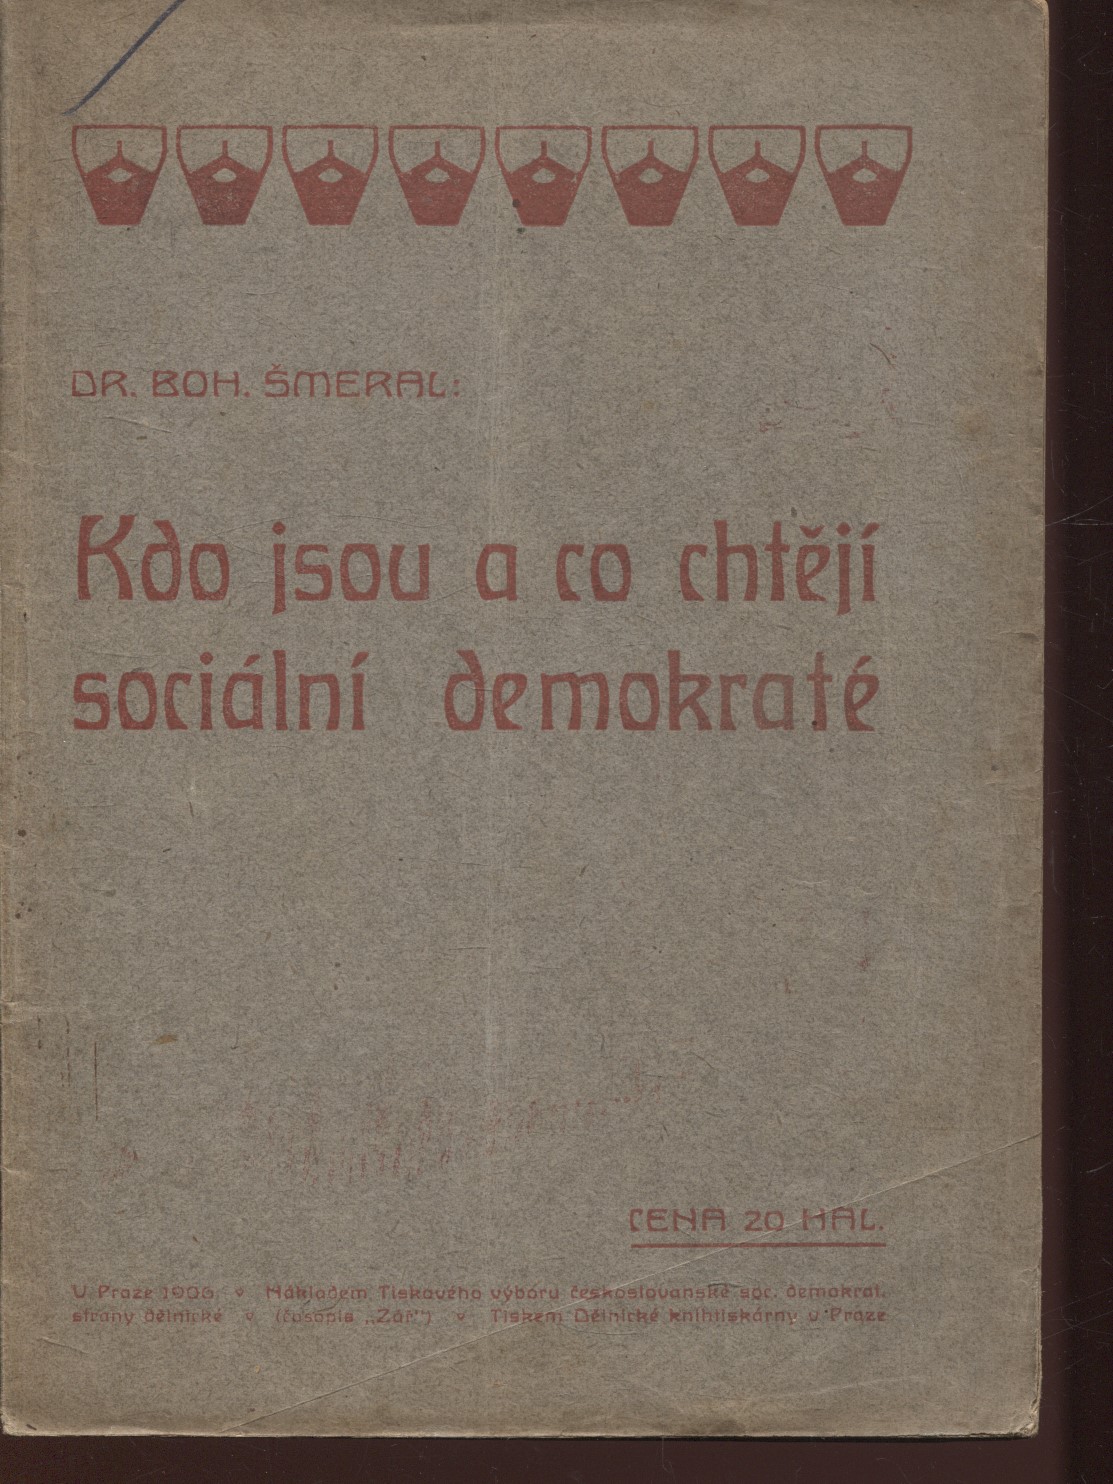 DR. BOH. ŠMERAL:
Kdo jsou a co chtějí
sociální demokraté
CENA 20 HAL.
V Praze 1906 ◦ Nákladem Tiskového výboru českoslovanské soc. demokrat.
strany dělnické ◦ (časopis „Zář“) ◦ Tiskem Dělnické knihtiskárny v Praze